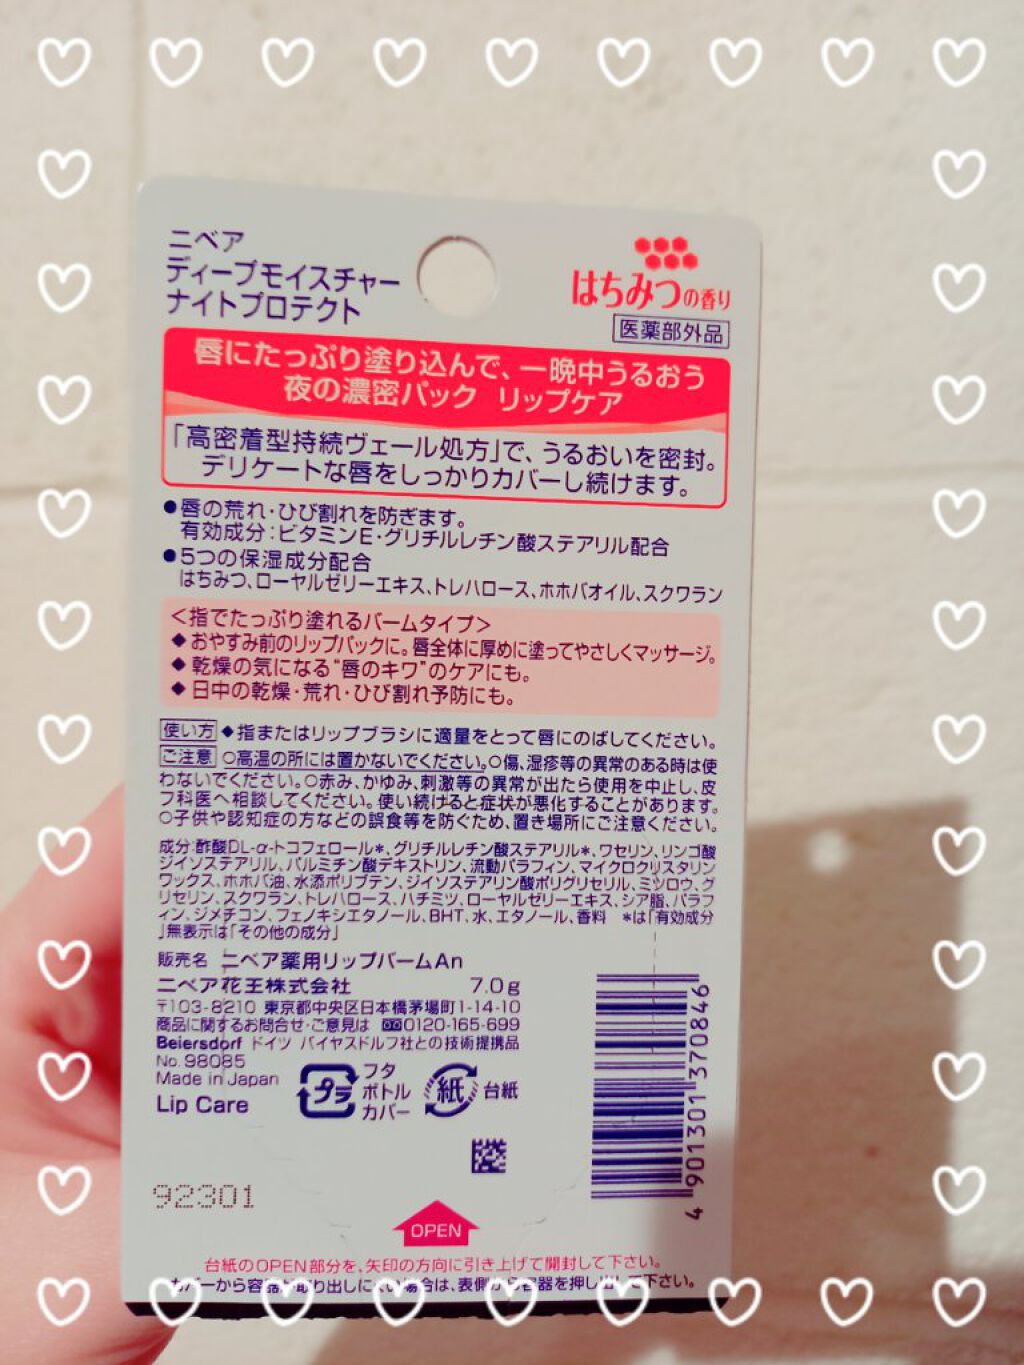 ニベア
ディープモイスチャー
ナイトプロテクト
はちみつの香り
医薬部外品
唇にたっぷり塗り込んで、一晩中うるおう
夜の濃密パック リップケア
「高密着型持続ヴェール処方」で、うるおいを密封。
デリケートな唇をしっかりカバーし続けます。
●唇の荒れ・ひび割れを防ぎます。
有効成分:ビタミンE・グリチルレチン酸ステアリル配合
●5つの保湿成分配合
はちみつ、ローヤルゼリーエキス、トレハロース、ホホバオイル、スクワラン
＜指でたっぷり塗れるバームタイプ＞
◆おやすみ前のリップパックに。唇全体に厚めに塗ってやさしくマッサージ。
◆乾燥の気になる“唇のキワ”のケアにも。
◆日中の乾燥・荒れ・ひび割れ予防にも。
使い方 ◆指またはリップブラシに適量をとって唇にのばしてください。
ご注意 ○高温の所には置かないでください。○傷、湿疹等の異常のある時は使
わないでください。○赤み、かゆみ、刺激等の異常が出たら使用を中止し、皮
フ科医へ相談してください。使い続けると症状が悪化することがあります。
○子供や認知症の方などの誤食等を防ぐため、置き場所にご注意ください。
成分:酢酸DL-α-トコフェロール*、グリチルレチン酸ステアリル*、ワセリン、リンゴ酸
ジイソステアリル、パルミチン酸デキストリン、流動パラフィン、マイクロクリスタリン
ワックス、ホホバ油、水添ポリブテン、ジイソステアリン酸ポリグリセリル、ミツロウ、グ
リセリン、スクワラン、トレハロース、ハチミツ、ローヤルゼリーエキス、シア脂、パラフ
ィン、ジメチコン、フェノキシエタノール、BHT、水、エタノール、香料 *は「有効成分
」無表示は「その他の成分」
販売名 ニベア薬用リップバームAn
ニベア花王株式会社 7.0g
〒103-8210 東京都中央区日本橋茅場町1-14-10
商品に関するお問合せ・ご意見は 0120-165-699
Beiersdorf ドイツ バイヤスドルフ社との技術提携品
No. 98085
Made in Japan
Lip Care
プラ
フタ
ボトル
カバー
紙
台紙
4 901301 370846
92301
OPEN
台紙のOPEN部分を、矢印の方向に引き上げて開封して下さい。
カバーから容器が取り出しにくい場合は、表側から容器を押し出して下さい。